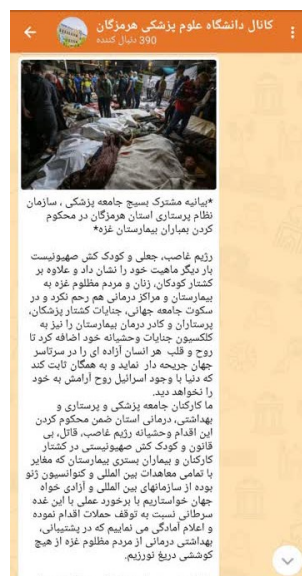 کانال دانشگاه علوم پزشکی هرمزگان
390 دنبال کننده
*بیانیه مشترک بسیج جامعه پزشکی ، سازمان
نظام پرستاری استان هرمزگان در محکوم
کردن بمباران بیمارستان غزه*
رژیم غاصب، جعلی و کودک کش صهیونیست
بار دیگر ماهیت خود را نشان داد و علاوه بر
کشتار کودکان، زنان و مردم مظلوم غزه به
بیمارستان و مراکز درمانی هم رحم نکرد و در
سکوت جامعه جهانی، جنایات کشتار پزشکان،
پرستاران و کادر درمان بیمارستان را نیز به
کلکسیون جنایات وحشیانه خود اضافه کرد تا
روح و قلب هر انسان آزاده ای را در سرتاسر
جهان جریحه دار نماید و به همگان ثابت کند
که دنیا با وجود اسرائیل روح آرامش به خود
را نخواهد دید.
ما کارکنان جامعه پزشکی و پرستاری و
بهداشتی، درمانی استان ضمن محکوم کردن
این اقدام وحشیانه رژیم غاصب، قاتل، بی
قانون و کودک کش صهیونیستی در کشتار
کارکنان و بیماران بستری بیمارستان که مغایر
با تمامی معاهدات بین المللی و کنوانسیون ژنو
بوده از سازمانهای بین المللی و آزادی خواه
جهان خواستاریم با برخورد عملی با این غده
سرطانی نسبت به توقف حملات اقدام نموده
و اعلام آمادگی می نماییم که در پشتیبانی،
بهداشتی درمانی از مردم مظلوم غزه از هیچ
کوششی دریغ نورزیم.